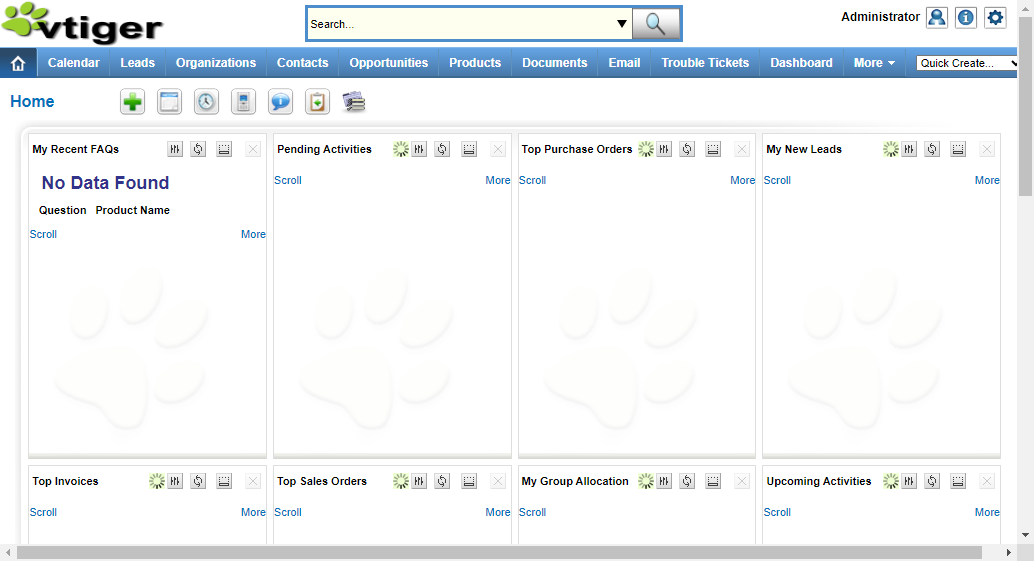 vtiger
Search...
Administrator
Calendar Leads Organizations Contacts Opportunities Products Documents Email Trouble Tickets Dashboard More Quick Create...
Home
My Recent FAQs
No Data Found
Question Product Name
Scroll More
Pending Activities
Scroll More
Top Purchase Orders
Scroll More
My New Leads
Scroll More
Top Invoices
Scroll More
Top Sales Orders
Scroll More
My Group Allocation
Scroll More
Upcoming Activities
Scroll More